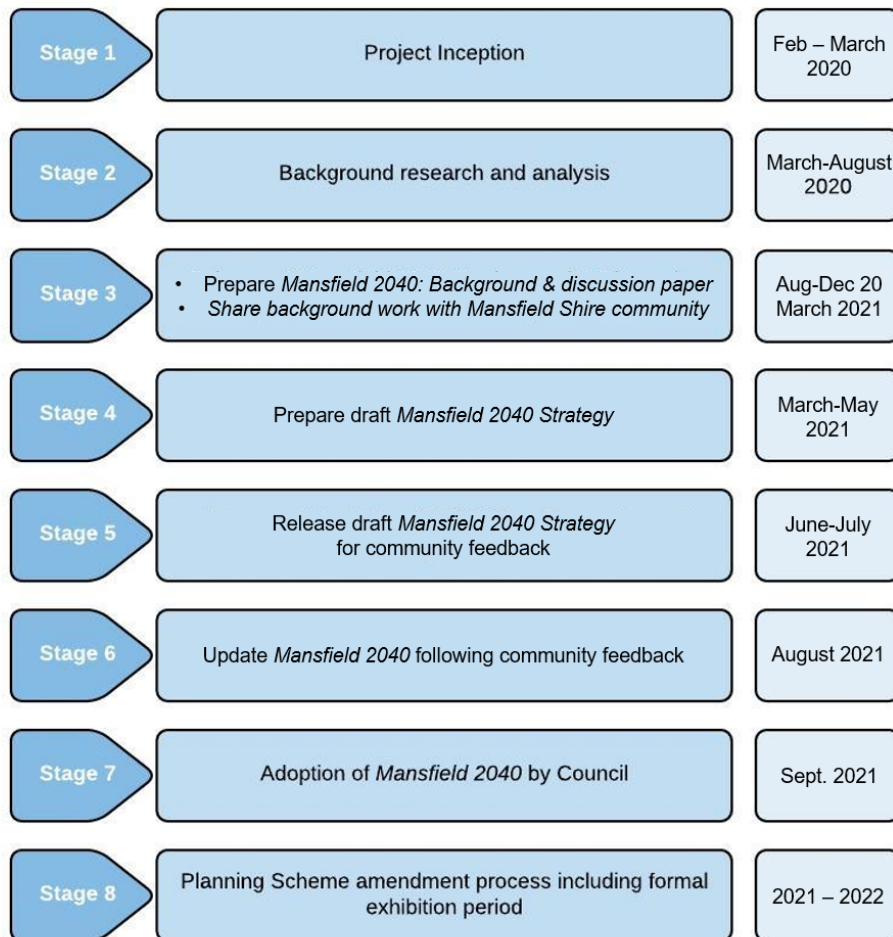 Stage 1
Project Inception
Feb – March
2020
Stage 2
Background research and analysis
March-August
2020
Stage 3
• Prepare Mansfield 2040: Background & discussion paper
• Share background work with Mansfield Shire community
Aug-Dec 20
March 2021
Stage 4
Prepare draft Mansfield 2040 Strategy
March-May
2021
Stage 5
Release draft Mansfield 2040 Strategy
for community feedback
June-July
2021
Stage 6
Update Mansfield 2040 following community feedback
August 2021
Stage 7
Adoption of Mansfield 2040 by Council
Sept. 2021
Stage 8
Planning Scheme amendment process including formal
exhibition period
2021 – 2022